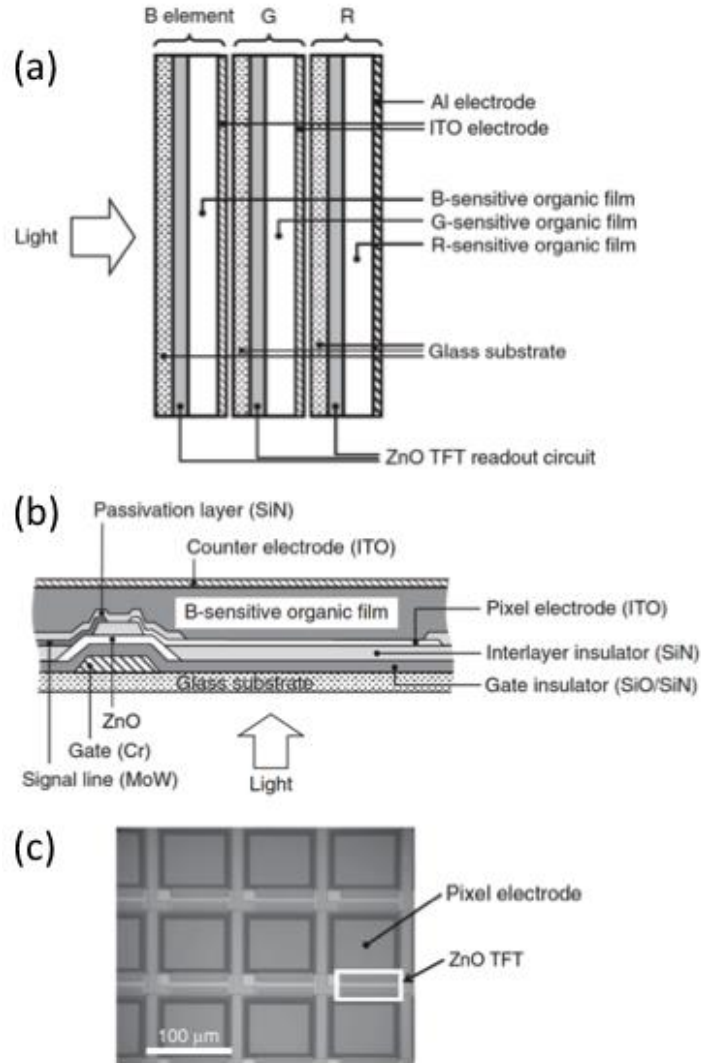 B element G R
(a)
Al electrode
ITO electrode
B-sensitive organic film
G-sensitive organic film
R-sensitive organic film
Light
Glass substrate
ZnO TFT readout circuit
(b)
Passivation layer (SiN)
Counter electrode (ITO)
B-sensitive organic film
Pixel electrode (ITO)
Interlayer insulator (SiN)
Glass substrate
Gate insulator (SiO/SiN)
ZnO
Gate (Cr)
Signal line (MoW)
Light
(c)
Pixel electrode
ZnO TFT
100 μm